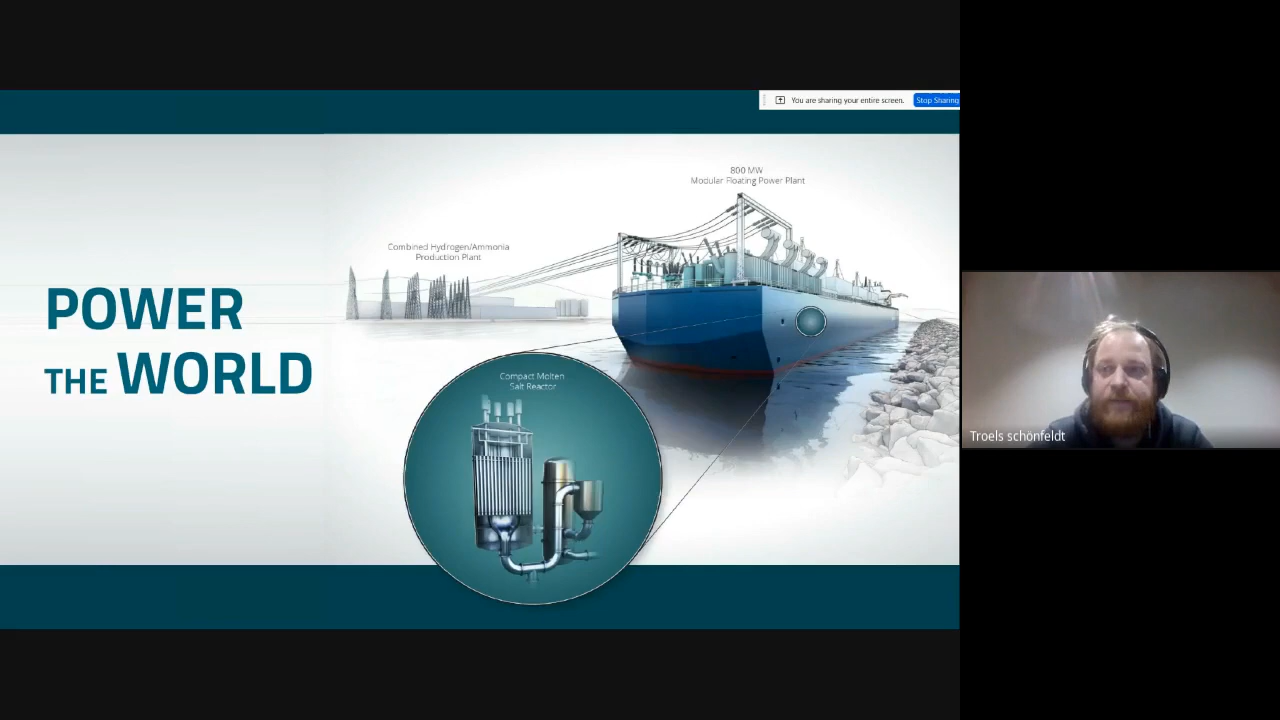 You are sharing your entire screen.
Stop Sharing
800 MW
Modular Floating Power Plant
Combined Hydrogen/Ammonia
Production Plant
POWER
THE WORLD
Compact Molten
Salt Reactor
Troels schönfeldt